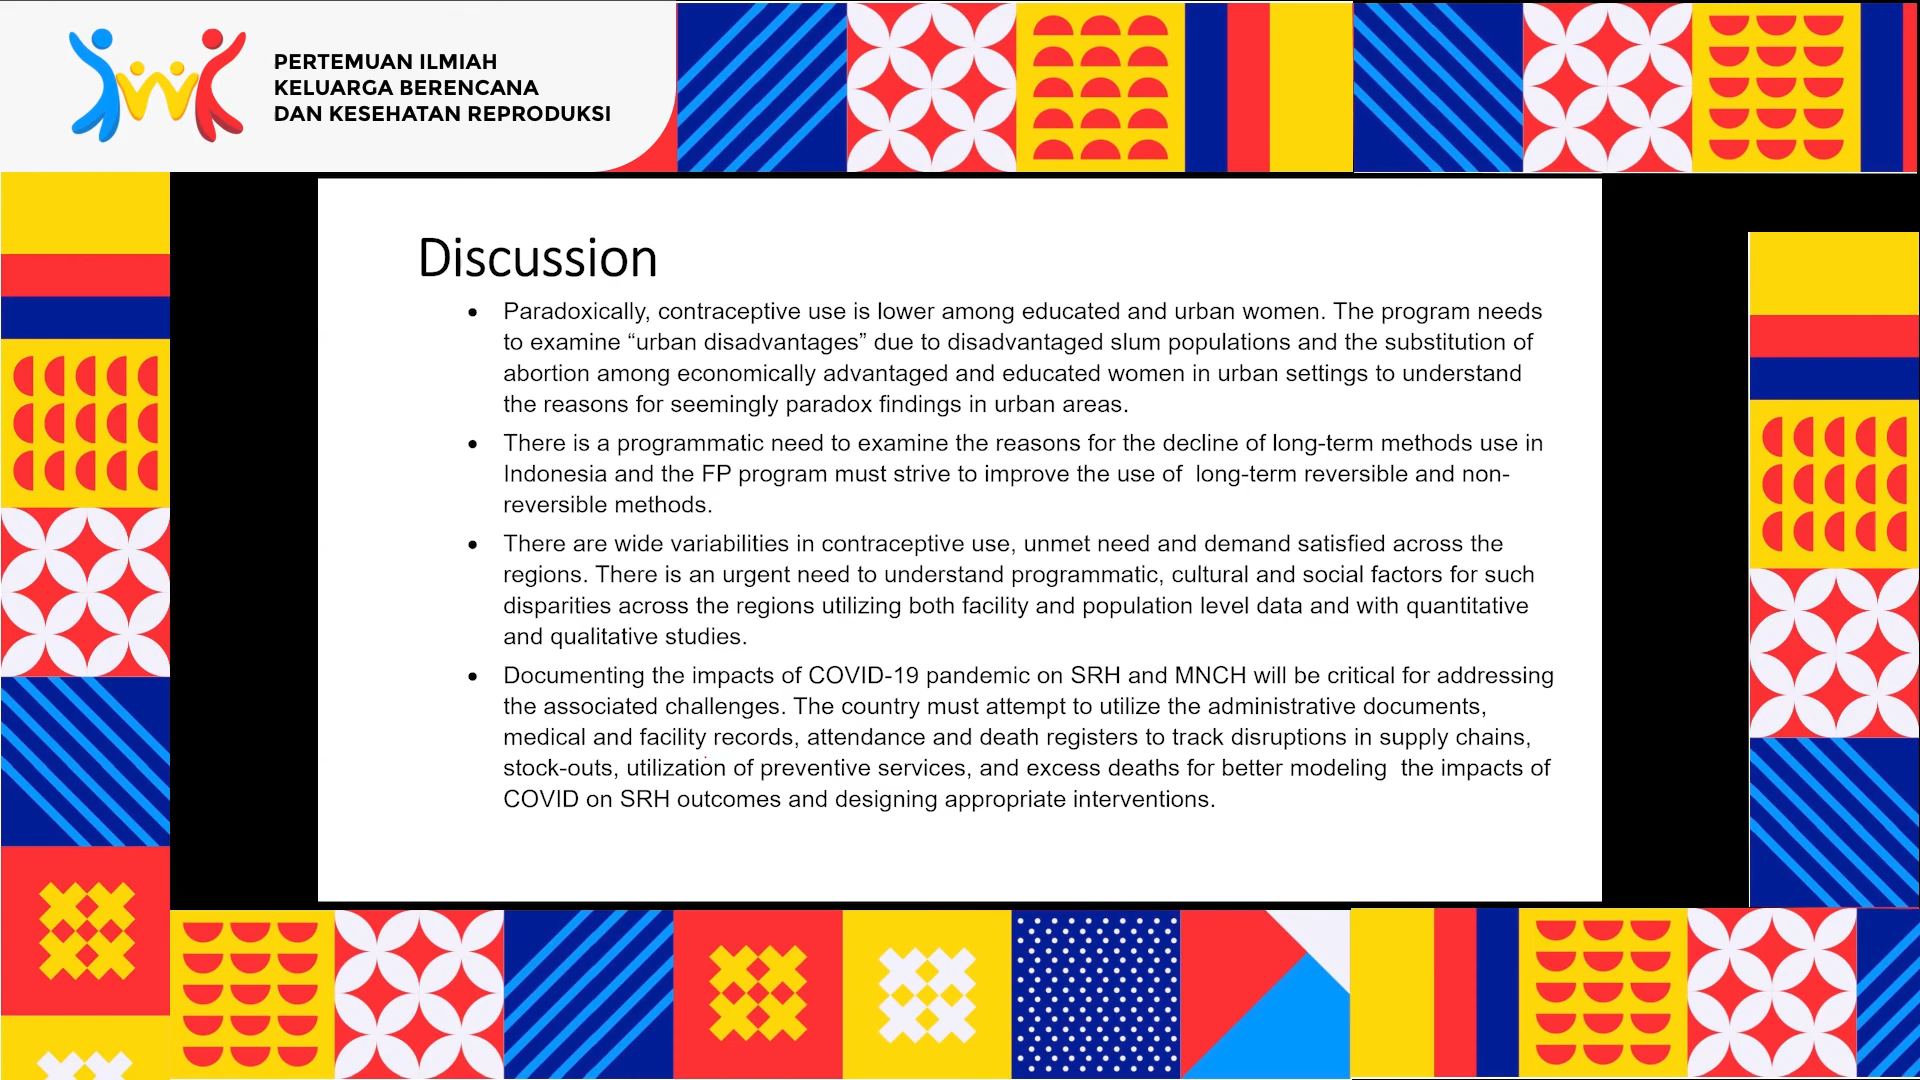 PERTEMUAN ILMIAH
KELUARGA BERENCANA
DAN KESEHATAN REPRODUKSI
Discussion
• Paradoxically, contraceptive use is lower among educated and urban women. The program needs
to examine “urban disadvantages” due to disadvantaged slum populations and the substitution of
abortion among economically advantaged and educated women in urban settings to understand
the reasons for seemingly paradox findings in urban areas.
• There is a programmatic need to examine the reasons for the decline of long-term methods use in
Indonesia and the FP program must strive to improve the use of  long-term reversible and non-
reversible methods.
• There are wide variabilities in contraceptive use, unmet need and demand satisfied across the
regions. There is an urgent need to understand programmatic, cultural and social factors for such
disparities across the regions utilizing both facility and population level data and with quantitative
and qualitative studies.
• Documenting the impacts of COVID-19 pandemic on SRH and MNCH will be critical for addressing
the associated challenges. The country must attempt to utilize the administrative documents,
medical and facility records, attendance and death registers to track disruptions in supply chains,
stock-outs, utilization of preventive services, and excess deaths for better modeling  the impacts of
COVID on SRH outcomes and designing appropriate interventions.